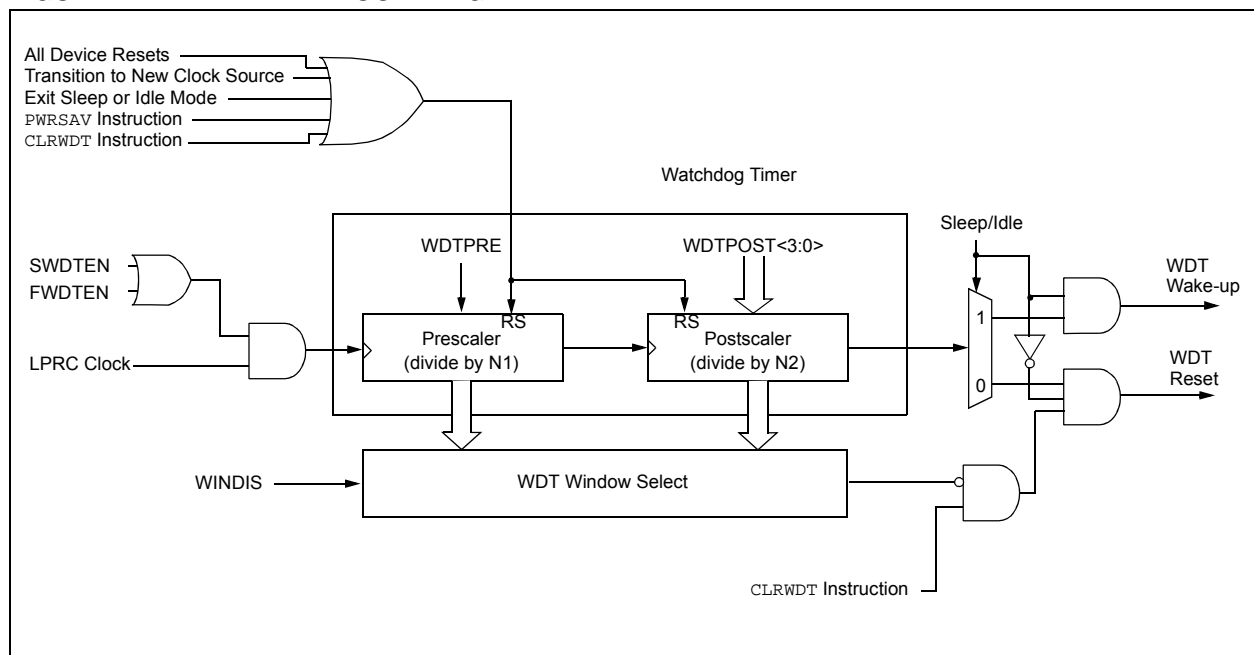 All Device Resets
Transition to New Clock Source
Exit Sleep or Idle Mode
PWRSAV Instruction
CLRWDT Instruction
Watchdog Timer
Sleep/Idle
WDTPRE
WDTPOST<3:0>
SWDTEN
FWDTEN
WDT
Wake-up
RS
RS
1
Prescaler
(divide by N1)
Postscaler
(divide by N2)
LPRC Clock
WDT
Reset
0
WINDIS
WDT Window Select
CLRWDT Instruction